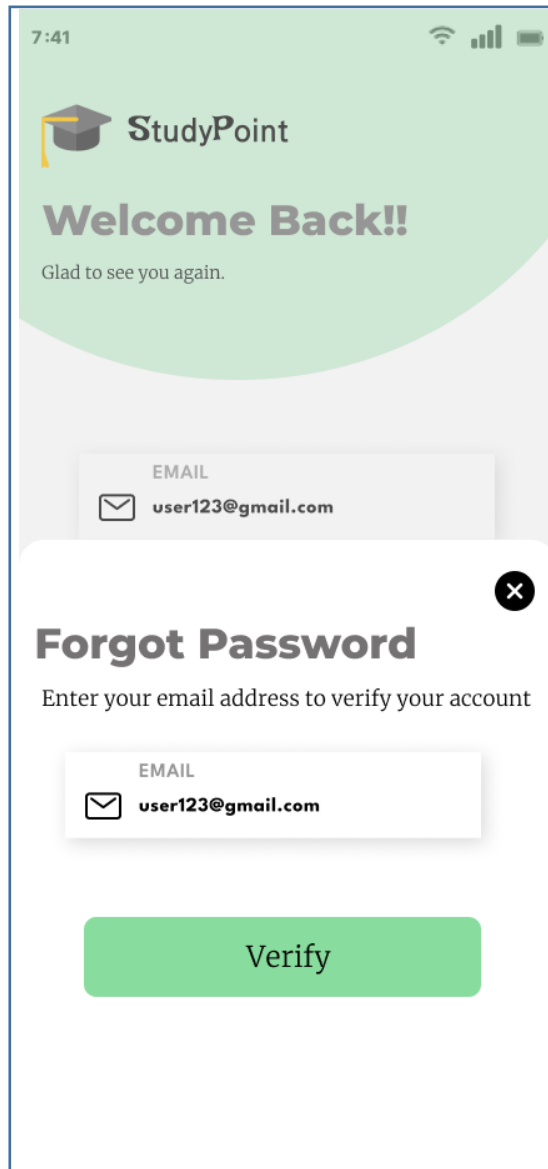 7:41
StudyPoint
Welcome Back!!
Glad to see you again.
EMAIL
user123@gmail.com
Forgot Password
Enter your email address to verify your account
EMAIL
user123@gmail.com
Verify